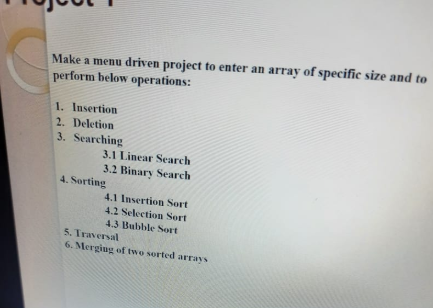 Make a menu driven project to enter an array of specific size and to
perform below operations:
1. Insertion
2. Deletion
3. Searching
3.1 Linear Search
3.2 Binary Search
4. Sorting
4.1 Insertion Sort
4.2 Selection Sort
4.3 Bubble Sort
5. Traversal
6. Merging of two sorted arrays